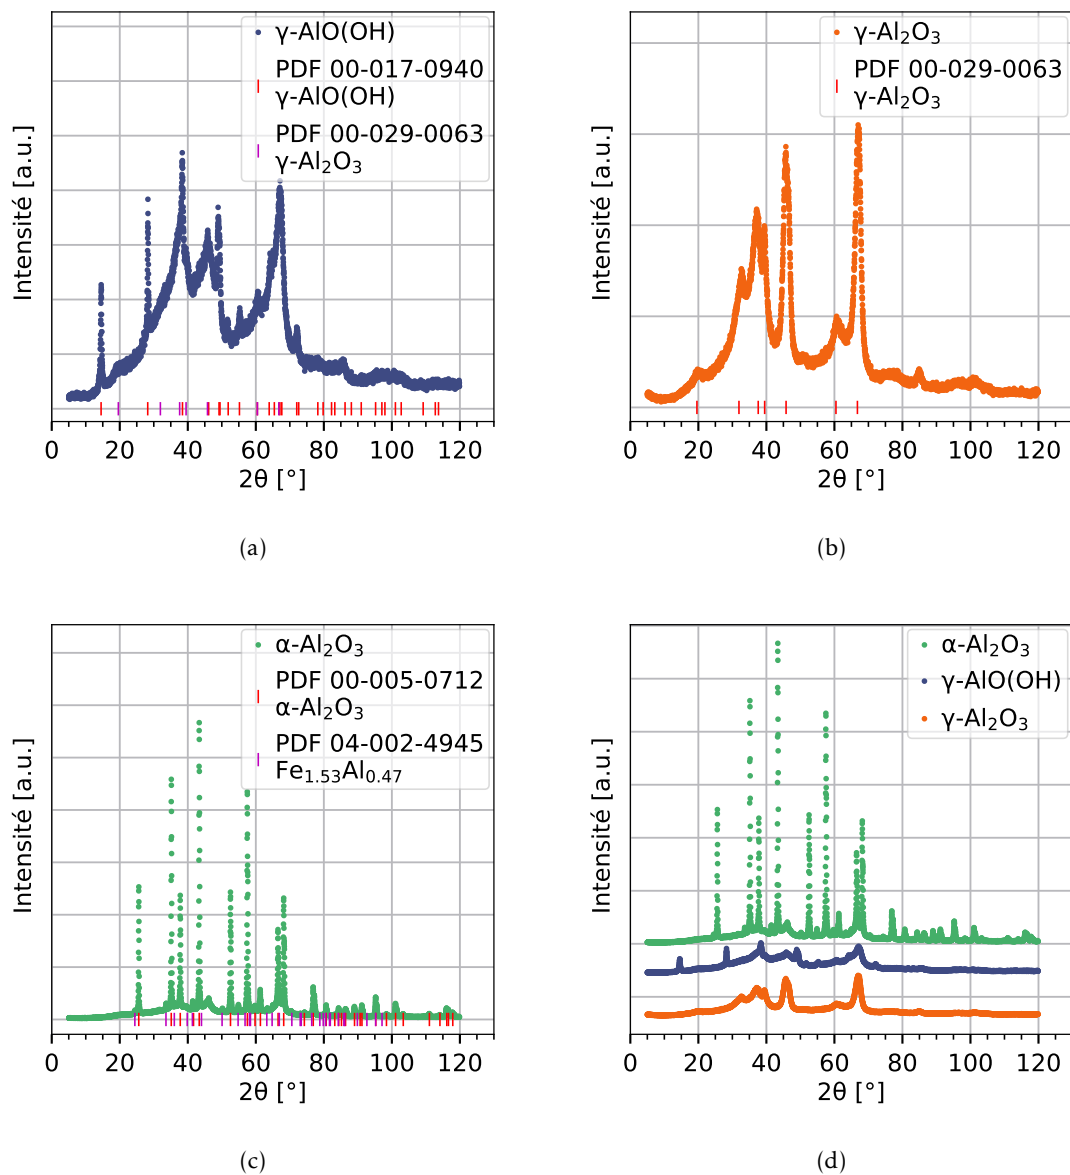 γ-AlO(OH)
PDF 00-017-0940
γ-AlO(OH)
PDF 00-029-0063
γ-Al₂O₃
Intensité [a.u.]
0 20 40 60 80 100 120
2θ [°]
(a)
γ-Al₂O₃
PDF 00-029-0063
γ-Al₂O₃
Intensité [a.u.]
0 20 40 60 80 100 120
2θ [°]
(b)
α-Al₂O₃
PDF 00-005-0712
α-Al₂O₃
PDF 04-002-4945
Fe₁.₅₃Al₀.₄₇
Intensité [a.u.]
0 20 40 60 80 100 120
2θ [°]
(c)
α-Al₂O₃
γ-AlO(OH)
γ-Al₂O₃
Intensité [a.u.]
0 20 40 60 80 100 120
2θ [°]
(d)